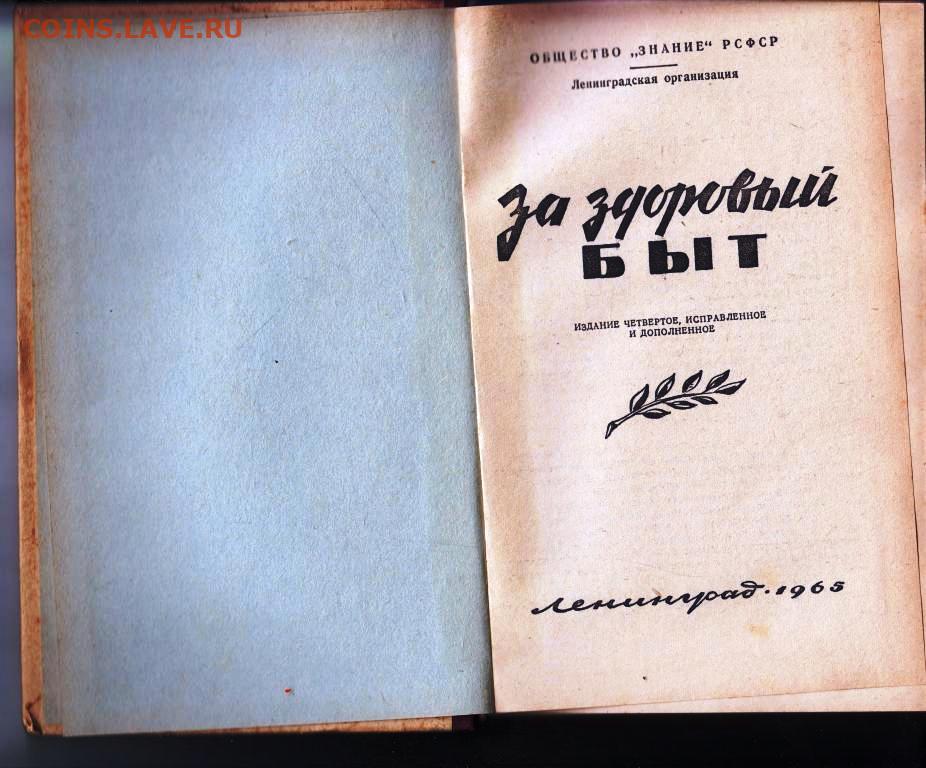 COINS.LAVE.RU
ОБЩЕСТВО „ЗНАНИЕ“ РСФСР
Ленинградская организация
За здоровый
БЫТ
ИЗДАНИЕ ЧЕТВЕРТОЕ, ИСПРАВЛЕННОЕ
И ДОПОЛНЕННОЕ
Ленинград · 1965